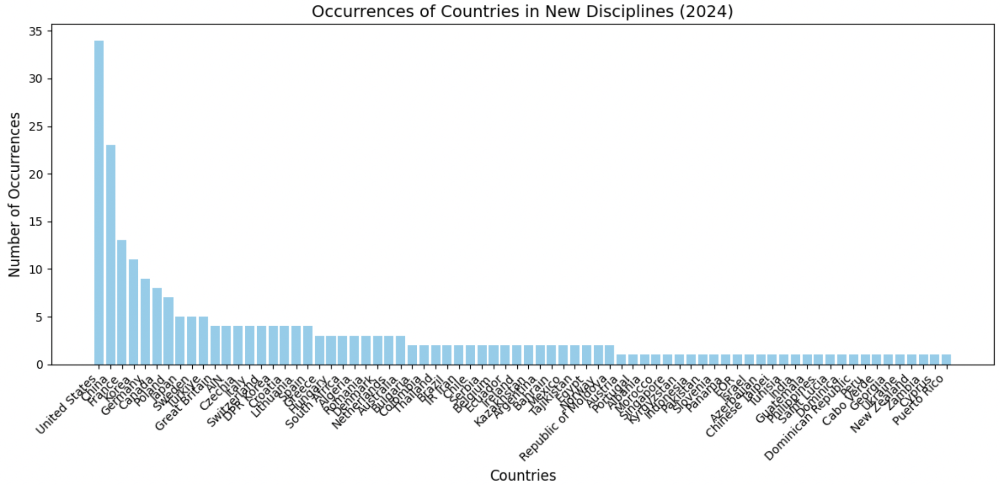 Occurrences of Countries in New Disciplines (2024)
Number of Occurrences
35
30
25
20
15
10
5
0
United States
China
France
Korea
Germany
Canada
Poland
Japan
Sweden
Türkiye
Great Britain
AIN
Czechia
Italy
Switzerland
DPR Korea
Croatia
Lithuania
Spain
Greece
Hungary
South Africa
Algeria
Romania
Denmark
Netherlands
Australia
Bulgaria
Colombia
Thailand
Brazil
IR Iran
Chile
Serbia
Belgium
Ecuador
Ireland
Kazakhstan
Argentina
Bahrain
Mexico
Tajikistan
Egypt
Norway
Republic of Moldova
Austria
Portugal
Albania
Morocco
Singapore
Kyrgyzstan
Indonesia
Pakistan
Slovenia
Panama
EOR
Israel
Azerbaijan
Chinese Taipei
Tunisia
India
Guatemala
Philippines
Saint Lucia
Dominica
Dominican Republic
Peru
Cabo Verde
Georgia
Ukraine
New Zealand
Zambia
Cyprus
Puerto Rico
Countries